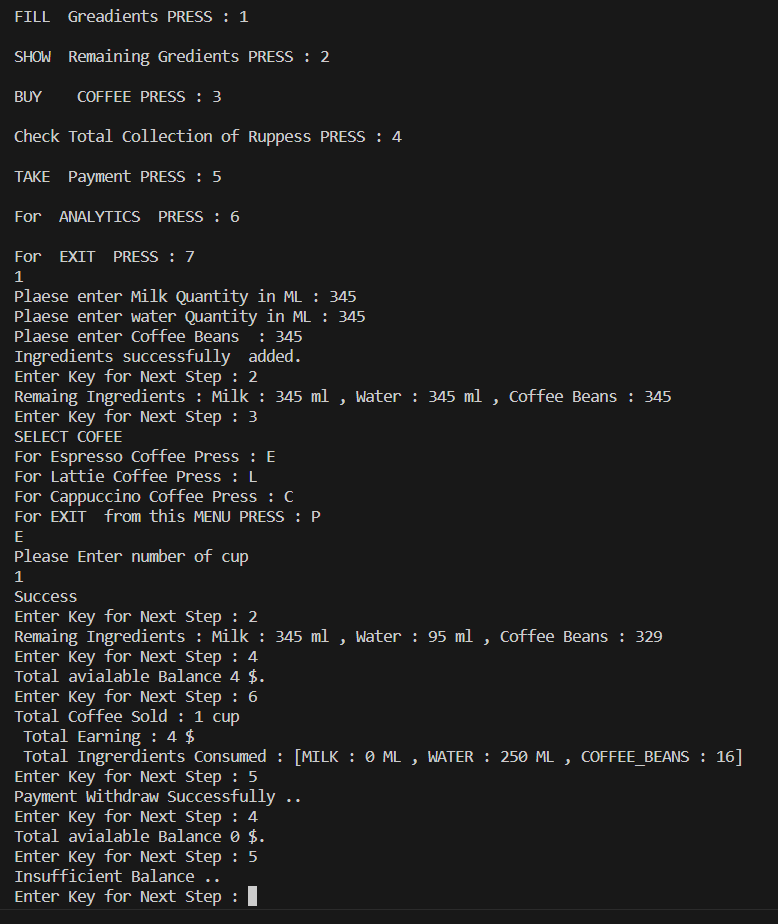 FILL  Greadients PRESS : 1
SHOW  Remaining Gredients PRESS : 2
BUY    COFFEE PRESS : 3
Check Total Collection of Ruppess PRESS : 4
TAKE  Payment PRESS : 5
For  ANALYTICS  PRESS : 6
For  EXIT  PRESS : 7
1
Plaese enter Milk Quantity in ML : 345
Plaese enter water Quantity in ML : 345
Plaese enter Coffee Beans  : 345
Ingredients successfully  added.
Enter Key for Next Step : 2
Remaing Ingredients : Milk : 345 ml , Water : 345 ml , Coffee Beans : 345
Enter Key for Next Step : 3
SELECT COFEE
For Espresso Coffee Press : E
For Lattie Coffee Press : L
For Cappuccino Coffee Press : C
For EXIT  from this MENU PRESS : P
E
Please Enter number of cup
1
Success
Enter Key for Next Step : 2
Remaing Ingredients : Milk : 345 ml , Water : 95 ml , Coffee Beans : 329
Enter Key for Next Step : 4
Total avialable Balance 4 $.
Enter Key for Next Step : 6
Total Coffee Sold : 1 cup
 Total Earning : 4 $
 Total Ingrerdients Consumed : [MILK : 0 ML , WATER : 250 ML , COFFEE_BEANS : 16]
Enter Key for Next Step : 5
Payment Withdraw Successfully ..
Enter Key for Next Step : 4
Total avialable Balance 0 $.
Enter Key for Next Step : 5
Insufficient Balance ..
Enter Key for Next Step :